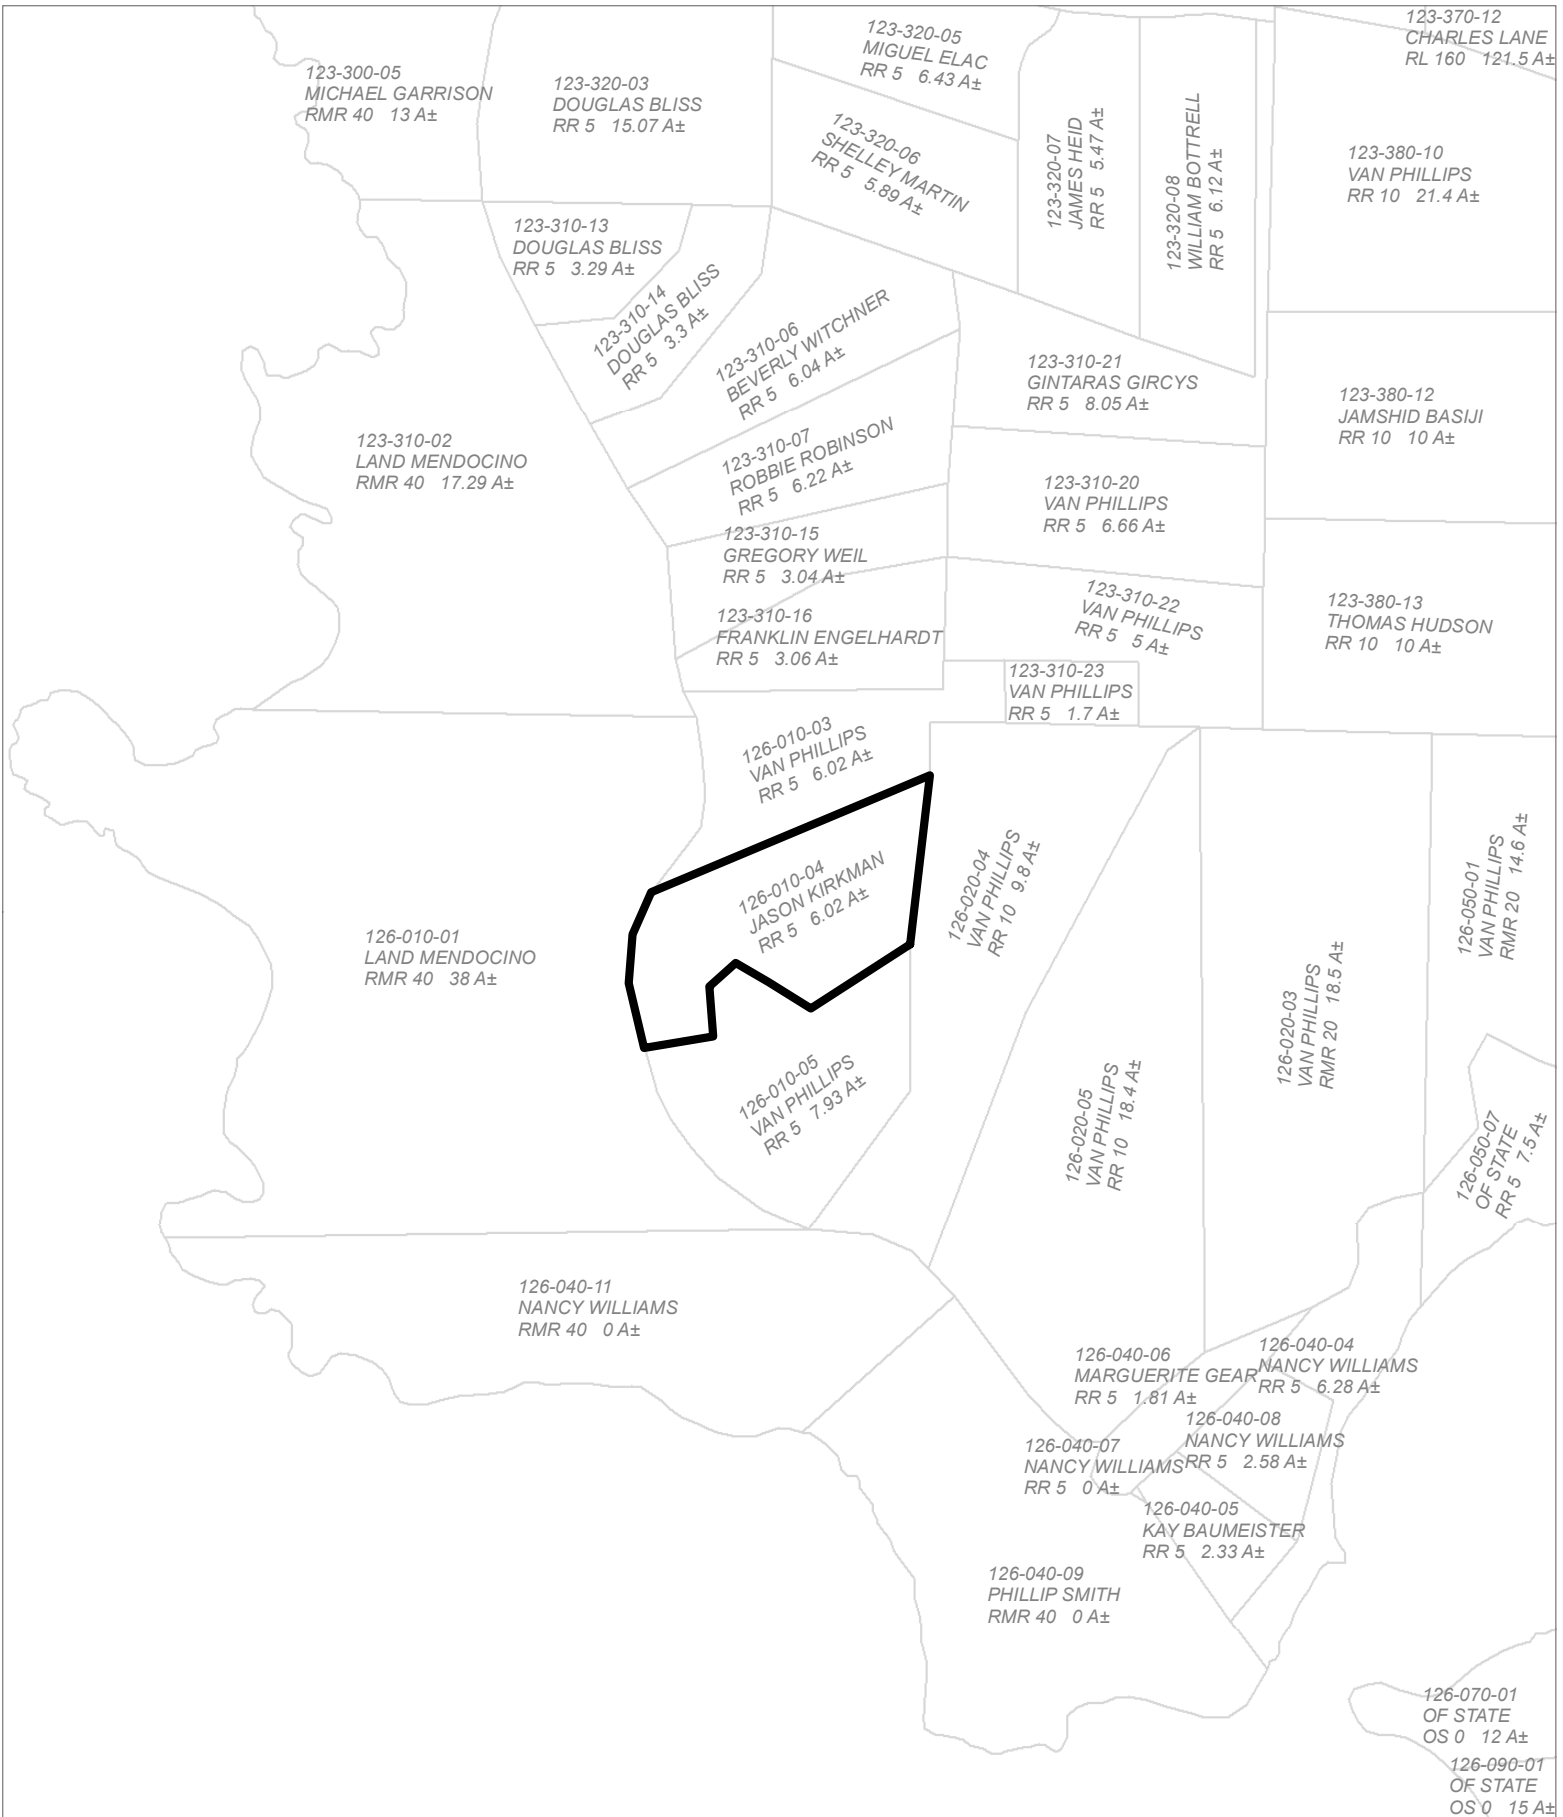 123-370-12
CHARLES LANE
RL 160 121.5 A±
123-320-05
MIGUEL ELAC
RR 5 6.43 A±
123-300-05
MICHAEL GARRISON
RMR 40 13 A±
123-320-03
DOUGLAS BLISS
RR 5 15.07 A±
123-320-06
SHELLEY MARTIN
RR 5 5.89 A±
123-320-07
JAMES HEID
RR 5 5.47 A±
123-320-08
WILLIAM BOTTRELL
RR 5 6.12 A±
123-380-10
VAN PHILLIPS
RR 10 21.4 A±
123-310-13
DOUGLAS BLISS
RR 5 3.29 A±
123-310-14
DOUGLAS BLISS
RR 5 3.3 A±
123-310-06
BEVERLY WITCHNER
RR 5 6.04 A±
123-310-21
GINTARAS GIRCYS
RR 5 8.05 A±
123-380-12
JAMSHID BASIJI
RR 10 10 A±
123-310-02
LAND MENDOCINO
RMR 40 17.29 A±
123-310-07
ROBBIE ROBINSON
RR 5 6.22 A±
123-310-20
VAN PHILLIPS
RR 5 6.66 A±
123-310-15
GREGORY WEIL
RR 5 3.04 A±
123-310-22
VAN PHILLIPS
RR 5 5 A±
123-380-13
THOMAS HUDSON
RR 10 10 A±
123-310-16
FRANKLIN ENGELHARDT
RR 5 3.06 A±
123-310-23
VAN PHILLIPS
RR 5 1.7 A±
126-010-03
VAN PHILLIPS
RR 5 6.02 A±
126-010-04
JASON KIRKMAN
RR 5 6.02 A±
126-020-04
VAN PHILLIPS
RR 10 9.8 A±
126-050-01
VAN PHILLIPS
RMR 20 14.6 A±
126-010-01
LAND MENDOCINO
RMR 40 38 A±
126-020-03
VAN PHILLIPS
RMR 20 18.5 A±
126-010-05
VAN PHILLIPS
RR 5 7.93 A±
126-020-05
VAN PHILLIPS
RR 10 18.4 A±
126-050-07
OF STATE
RR 5 7.5 A±
126-040-11
NANCY WILLIAMS
RMR 40 0 A±
126-040-06
MARGUERITE GEAR
RR 5 1.81 A±
126-040-04
NANCY WILLIAMS
RR 5 6.28 A±
126-040-08
NANCY WILLIAMS
RR 5 2.58 A±
126-040-07
NANCY WILLIAMS
RR 5 0 A±
126-040-05
KAY BAUMEISTER
RR 5 2.33 A±
126-040-09
PHILLIP SMITH
RMR 40 0 A±
126-070-01
OF STATE
OS 0 12 A±
126-090-01
OF STATE
OS 0 15 A±